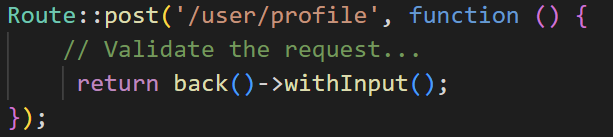 Route::post('/user/profile', function () {
    // Validate the request...
     return back()->withInput();
});